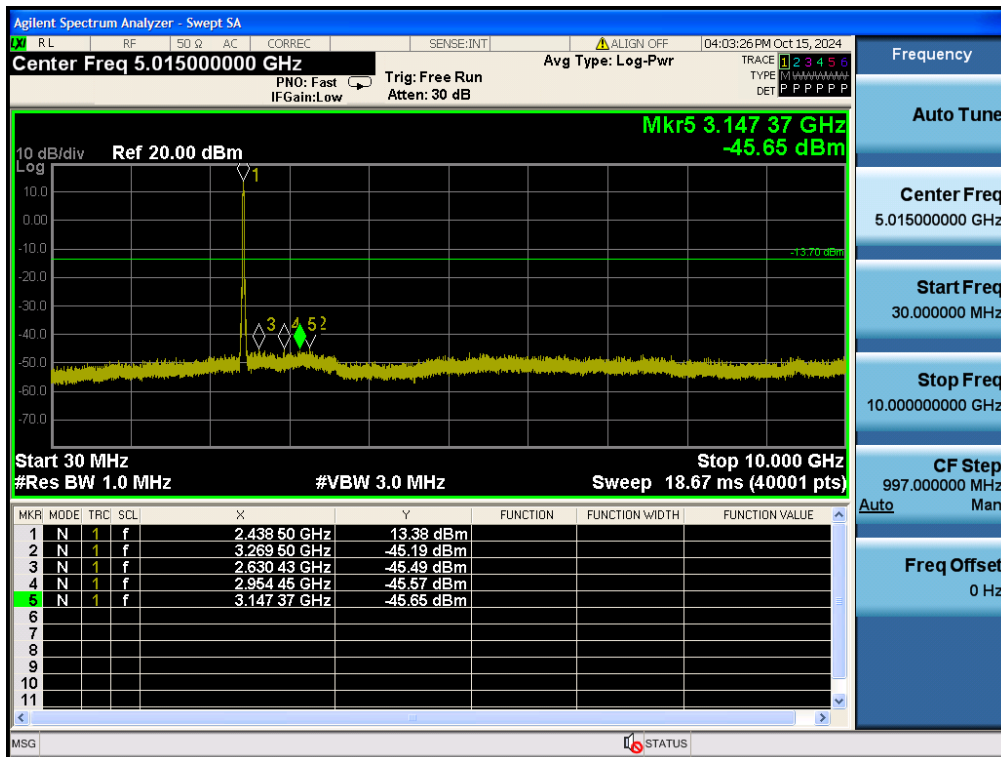 Agilent Spectrum Analyzer - Swept SA
LXI RL RF 50 Ω AC CORREC SENSE:INT ALIGN OFF 04:03:26 PM Oct 15, 2024
Center Freq 5.015000000 GHz
PNO: Fast
IFGain:Low
Trig: Free Run
Atten: 30 dB
Avg Type: Log-Pwr
TRACE 1 2 3 4 5 6
TYPE M WWWWW
DET P P P P P P
Mkr5 3.147 37 GHz
-45.65 dBm
10 dB/div Ref 20.00 dBm
Log
10.0
0.00
-10.0
-20.0
-30.0
-40.0
-50.0
-60.0
-70.0
1
-13.70 dBm
3 4 5 2
Start 30 MHz Stop 10.000 GHz
#Res BW 1.0 MHz #VBW 3.0 MHz Sweep 18.67 ms (40001 pts)
MKR MODE TRC SCL X Y FUNCTION FUNCTION WIDTH FUNCTION VALUE
1 N 1 f 2.438 50 GHz 13.38 dBm
2 N 1 f 3.269 50 GHz -45.19 dBm
3 N 1 f 2.630 43 GHz -45.49 dBm
4 N 1 f 2.954 45 GHz -45.57 dBm
5 N 1 f 3.147 37 GHz -45.65 dBm
6
7
8
9
10
11
MSG STATUS
Frequency
Auto Tune
Center Freq
5.015000000 GHz
Start Freq
30.000000 MHz
Stop Freq
10.000000000 GHz
CF Step
997.000000 MHz
Auto Man
Freq Offset
0 Hz